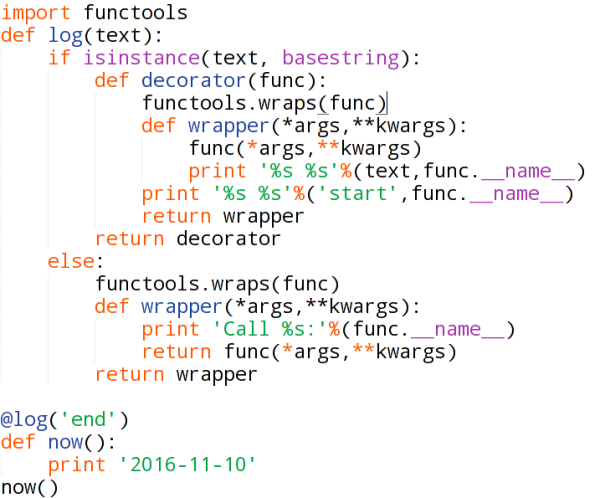 import functools
def log(text):
    if isinstance(text, basestring):
        def decorator(func):
            functools.wraps(func)
            def wrapper(*args,**kwargs):
                func(*args,**kwargs)
                print '%s %s'%(text,func.__name__)
            print '%s %s'%('start',func.__name__)
            return wrapper
        return decorator
    else:
        functools.wraps(func)
        def wrapper(*args,**kwargs):
            print 'Call %s:'%(func.__name__)
            return func(*args,**kwargs)
        return wrapper

@log('end')
def now():
    print '2016-11-10'
now()